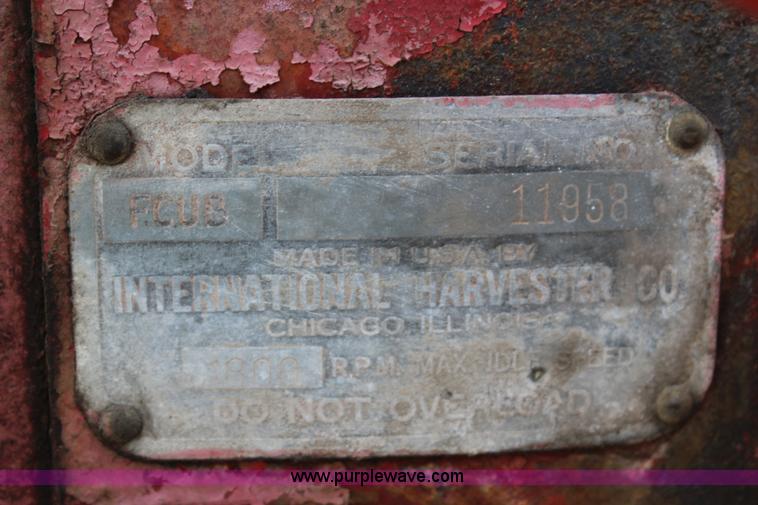 MODEL SERIAL NO
FCUB 11958
MADE IN U.S.A. BY
INTERNATIONAL HARVESTER CO
CHICAGO ILLINOIS
1800 R.P.M. MAX. IDLE SPEED
DO NOT OVERLOAD
www.purplewave.com